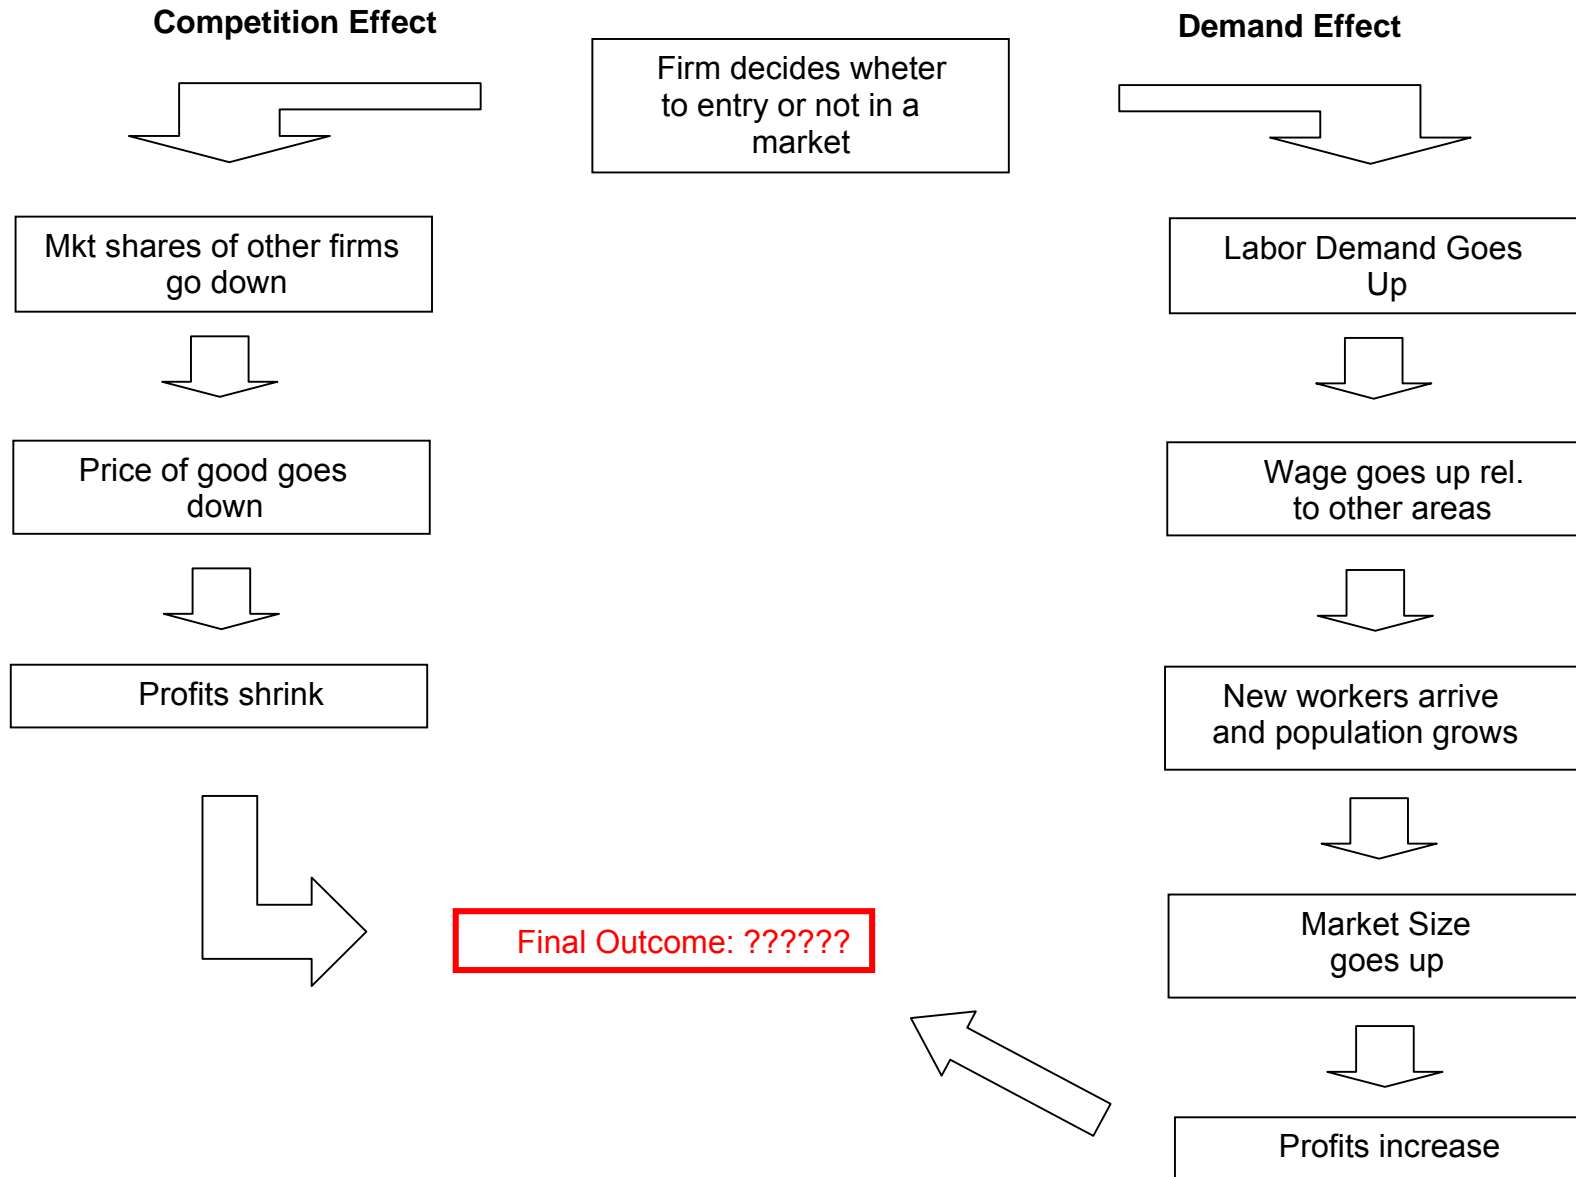 Competition Effect
Demand Effect
Firm decides wheter
to entry or not in a
market
Mkt shares of other firms
go down
Price of good goes
down
Profits shrink
Labor Demand Goes
Up
Wage goes up rel.
to other areas
New workers arrive
and population grows
Market Size
goes up
Profits increase
Final Outcome: ??????